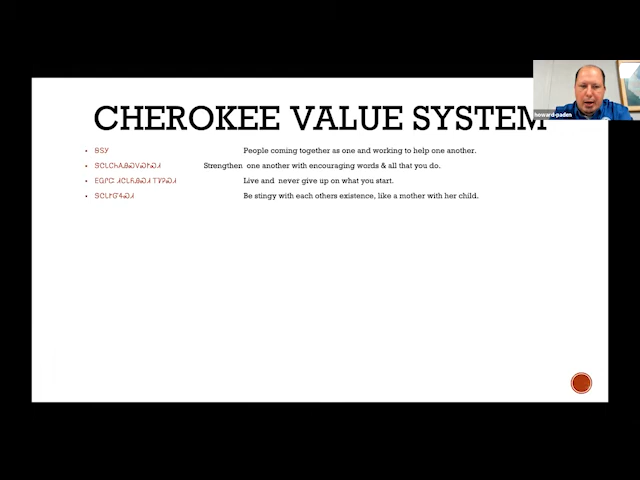 howard-paden
CHEROKEE VALUE SYSTEM
ᏴᏚᎩ People coming together as one and working to help one another.
Strengthen one another with encouraging words & all that you do.
Live and never give up on what you start.
Be stingy with each others existence, like a mother with her child.